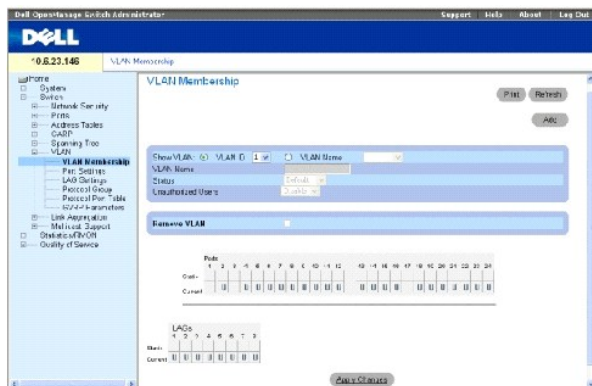 Dell OpenManage Switch Administrator
Support Help About Log Out
DELL
10.6.23.146
VLAN Membership
Home
System
Switch
Network Security
Ports
Address Tables
GARP
Spanning Tree
VLAN
VLAN Membership
Port Settings
LAG Settings
Protocol Group
Protocol Port Table
GVRP Parameters
Link Aggregation
Multicast Support
Statistics/RMON
Quality of Service
VLAN Membership
Print Refresh
Add
Show VLAN: VLAN ID 1 VLAN Name
VLAN Name
Status Default
Unauthorized Users
Remove VLAN
Ports
1 2 3 4 5 6 7 8 9 10 11 12 13 14 15 16 17 18 19 20 21 22 23 24
Static
Current U U U U U U U U U U U U U U U U U U U U U U
LAGs
1 2 3 4 5 6 7 8
Static
Current U U U U U U U U
Apply Changes